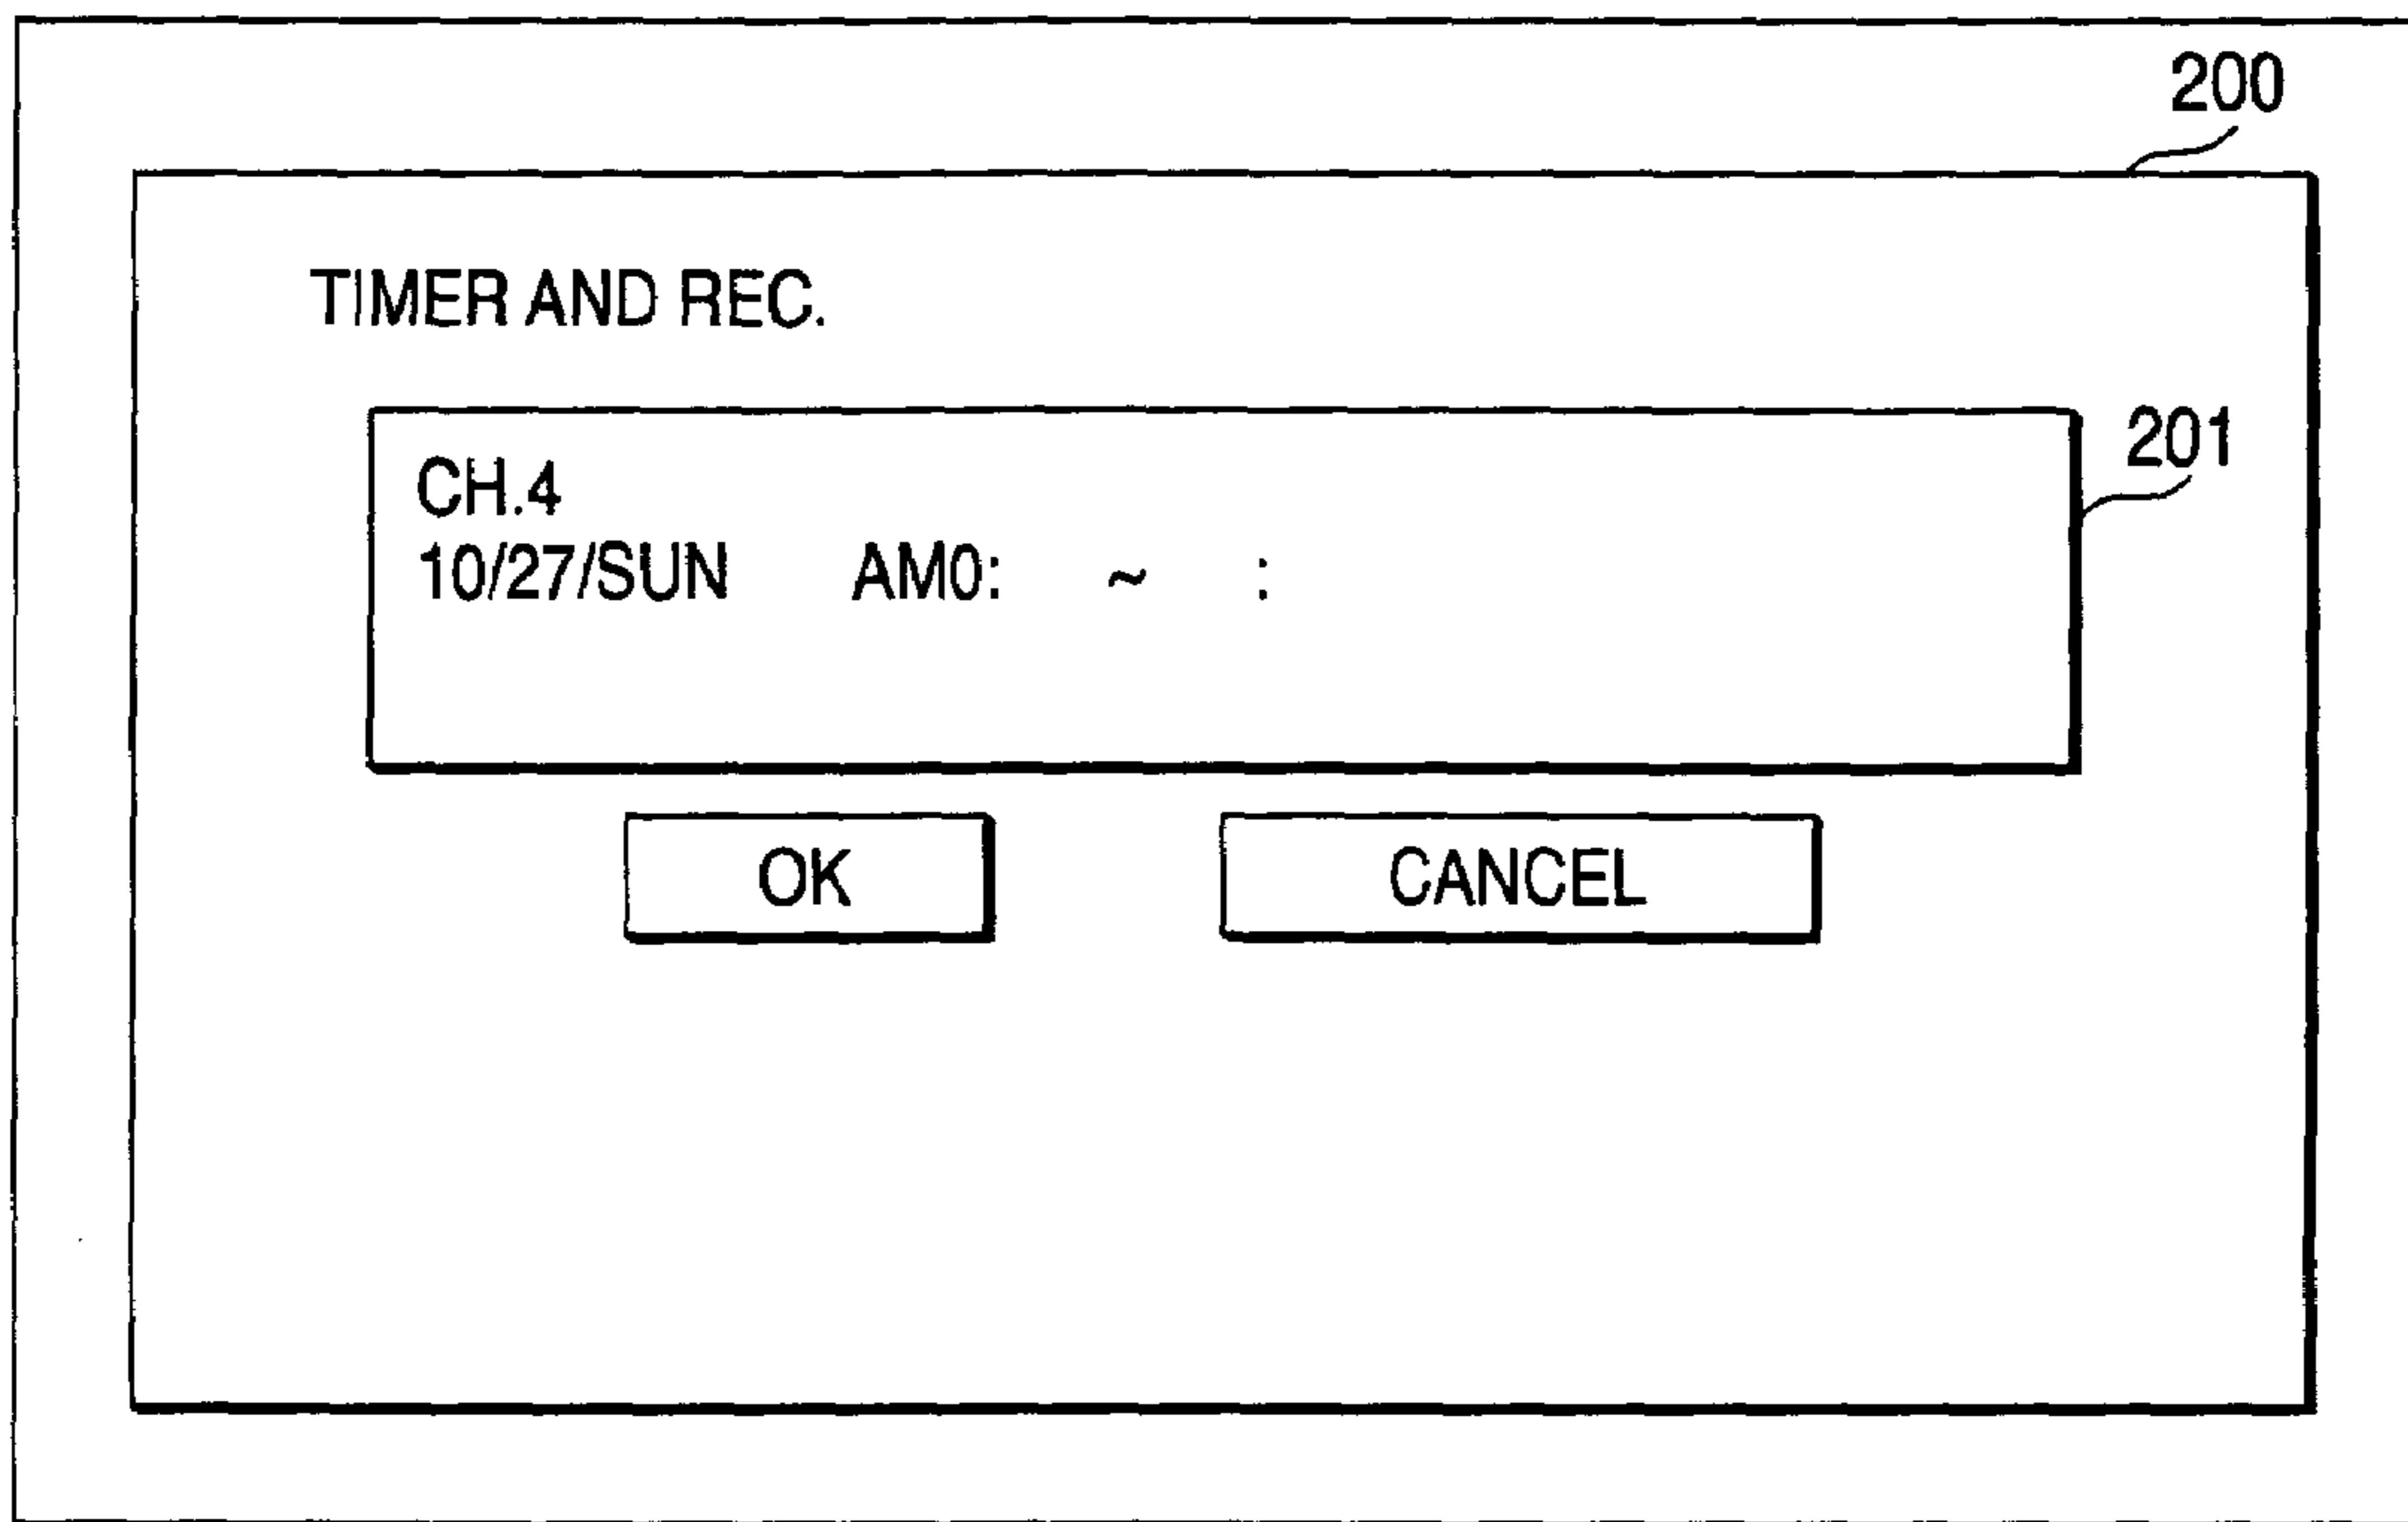 200
TIMER AND REC.
201
CH.4
10/27/SUN AM0: ~ :
OK CANCEL